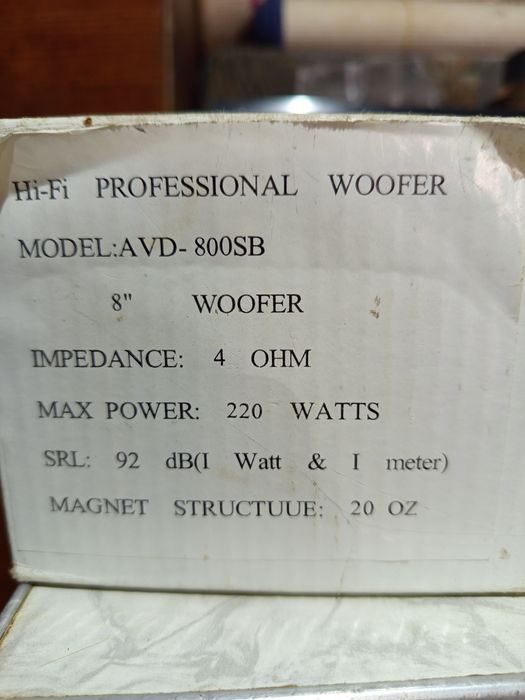 Hi-Fi PROFESSIONAL WOOFER
MODEL:AVD-800SB
8" WOOFER
IMPEDANCE: 4 OHM
MAX POWER: 220 WATTS
SRL: 92 dB(I Watt & I meter)
MAGNET STRUCTUUE: 20 OZ